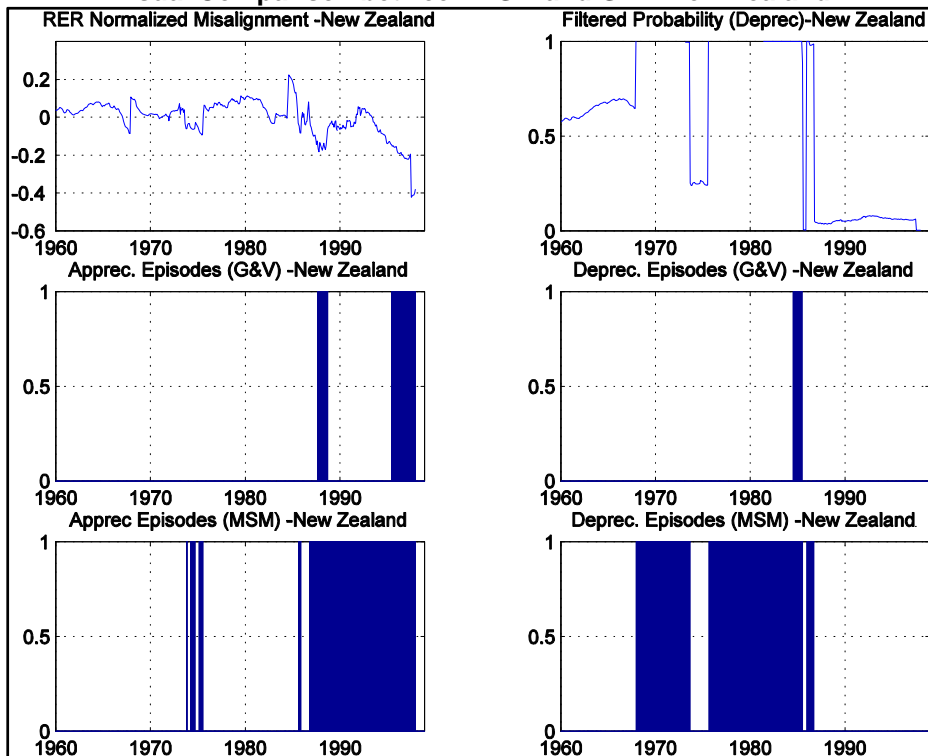 RER Normalized Misalignment -New Zealand
0.2
0
-0.2
-0.4
-0.6
1960 1970 1980 1990
Filtered Probability (Deprec)-New Zealand
1
0.5
0
1960 1970 1980 1990
Apprec. Episodes (G&V) -New Zealand
1
0.5
0
1960 1970 1980 1990
Deprec. Episodes (G&V) -New Zealand
1
0.5
0
1960 1970 1980 1990
Apprec Episodes (MSM) -New Zealand
1
0.5
0
1960 1970 1980 1990
Deprec. Episodes (MSM) -New Zealand
1
0.5
0
1960 1970 1980 1990